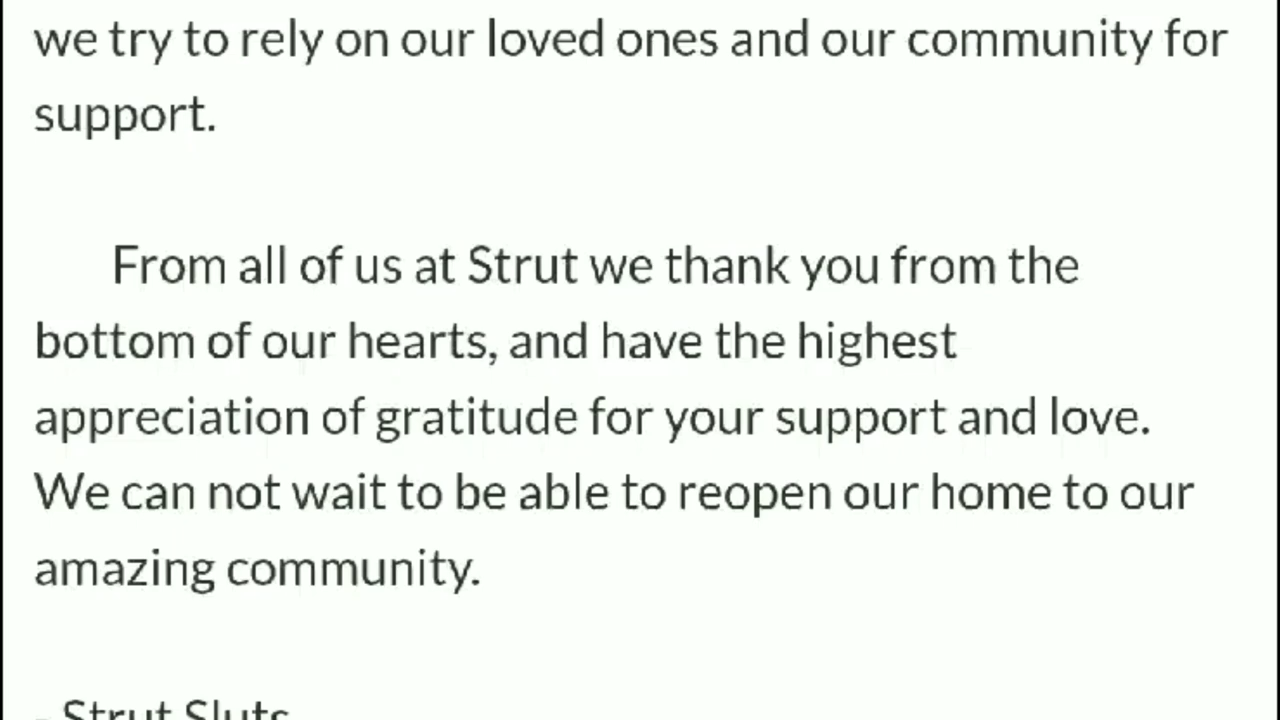 we try to rely on our loved ones and our community for
support.
From all of us at Strut we thank you from the
bottom of our hearts, and have the highest
appreciation of gratitude for your support and love.
We can not wait to be able to reopen our home to our
amazing community.
- Strut Sluts